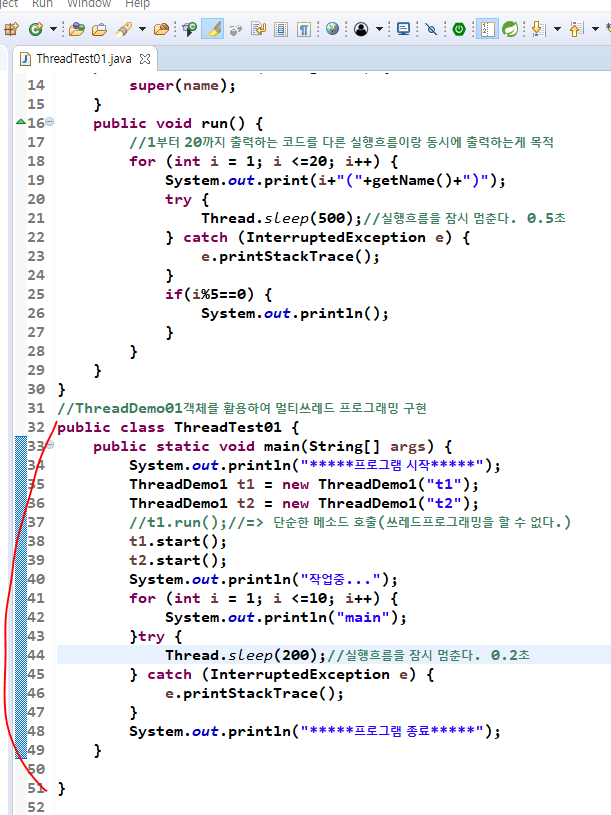 Run Window Help
ThreadTest01.java
14 super(name);
15 }
16 public void run() {
17 //1부터 20까지 출력하는 코드를 다른 실행흐름이랑 동시에 출력하는게 목적
18 for (int i = 1; i <=20; i++) {
19 System.out.print(i+"("+getName()+")");
20 try {
21 Thread.sleep(500);//실행흐름을 잠시 멈춘다. 0.5초
22 } catch (InterruptedException e) {
23 e.printStackTrace();
24 }
25 if(i%5==0) {
26 System.out.println();
27 }
28 }
29 }
30 }
31 //ThreadDemo01객체를 활용하여 멀티쓰레드 프로그래밍 구현
32 public class ThreadTest01 {
33 public static void main(String[] args) {
34 System.out.println("*****프로그램 시작*****");
35 ThreadDemo1 t1 = new ThreadDemo1("t1");
36 ThreadDemo1 t2 = new ThreadDemo1("t2");
37 //t1.run();//=> 단순한 메소드 호출(쓰레드프로그래밍을 할 수 없다.)
38 t1.start();
39 t2.start();
40 System.out.println("작업중...");
41 for (int i = 1; i <=10; i++) {
42 System.out.println("main");
43 }try {
44 Thread.sleep(200);//실행흐름을 잠시 멈춘다. 0.2초
45 } catch (InterruptedException e) {
46 e.printStackTrace();
47 }
48 System.out.println("*****프로그램 종료*****");
49 }
50
51 }
52